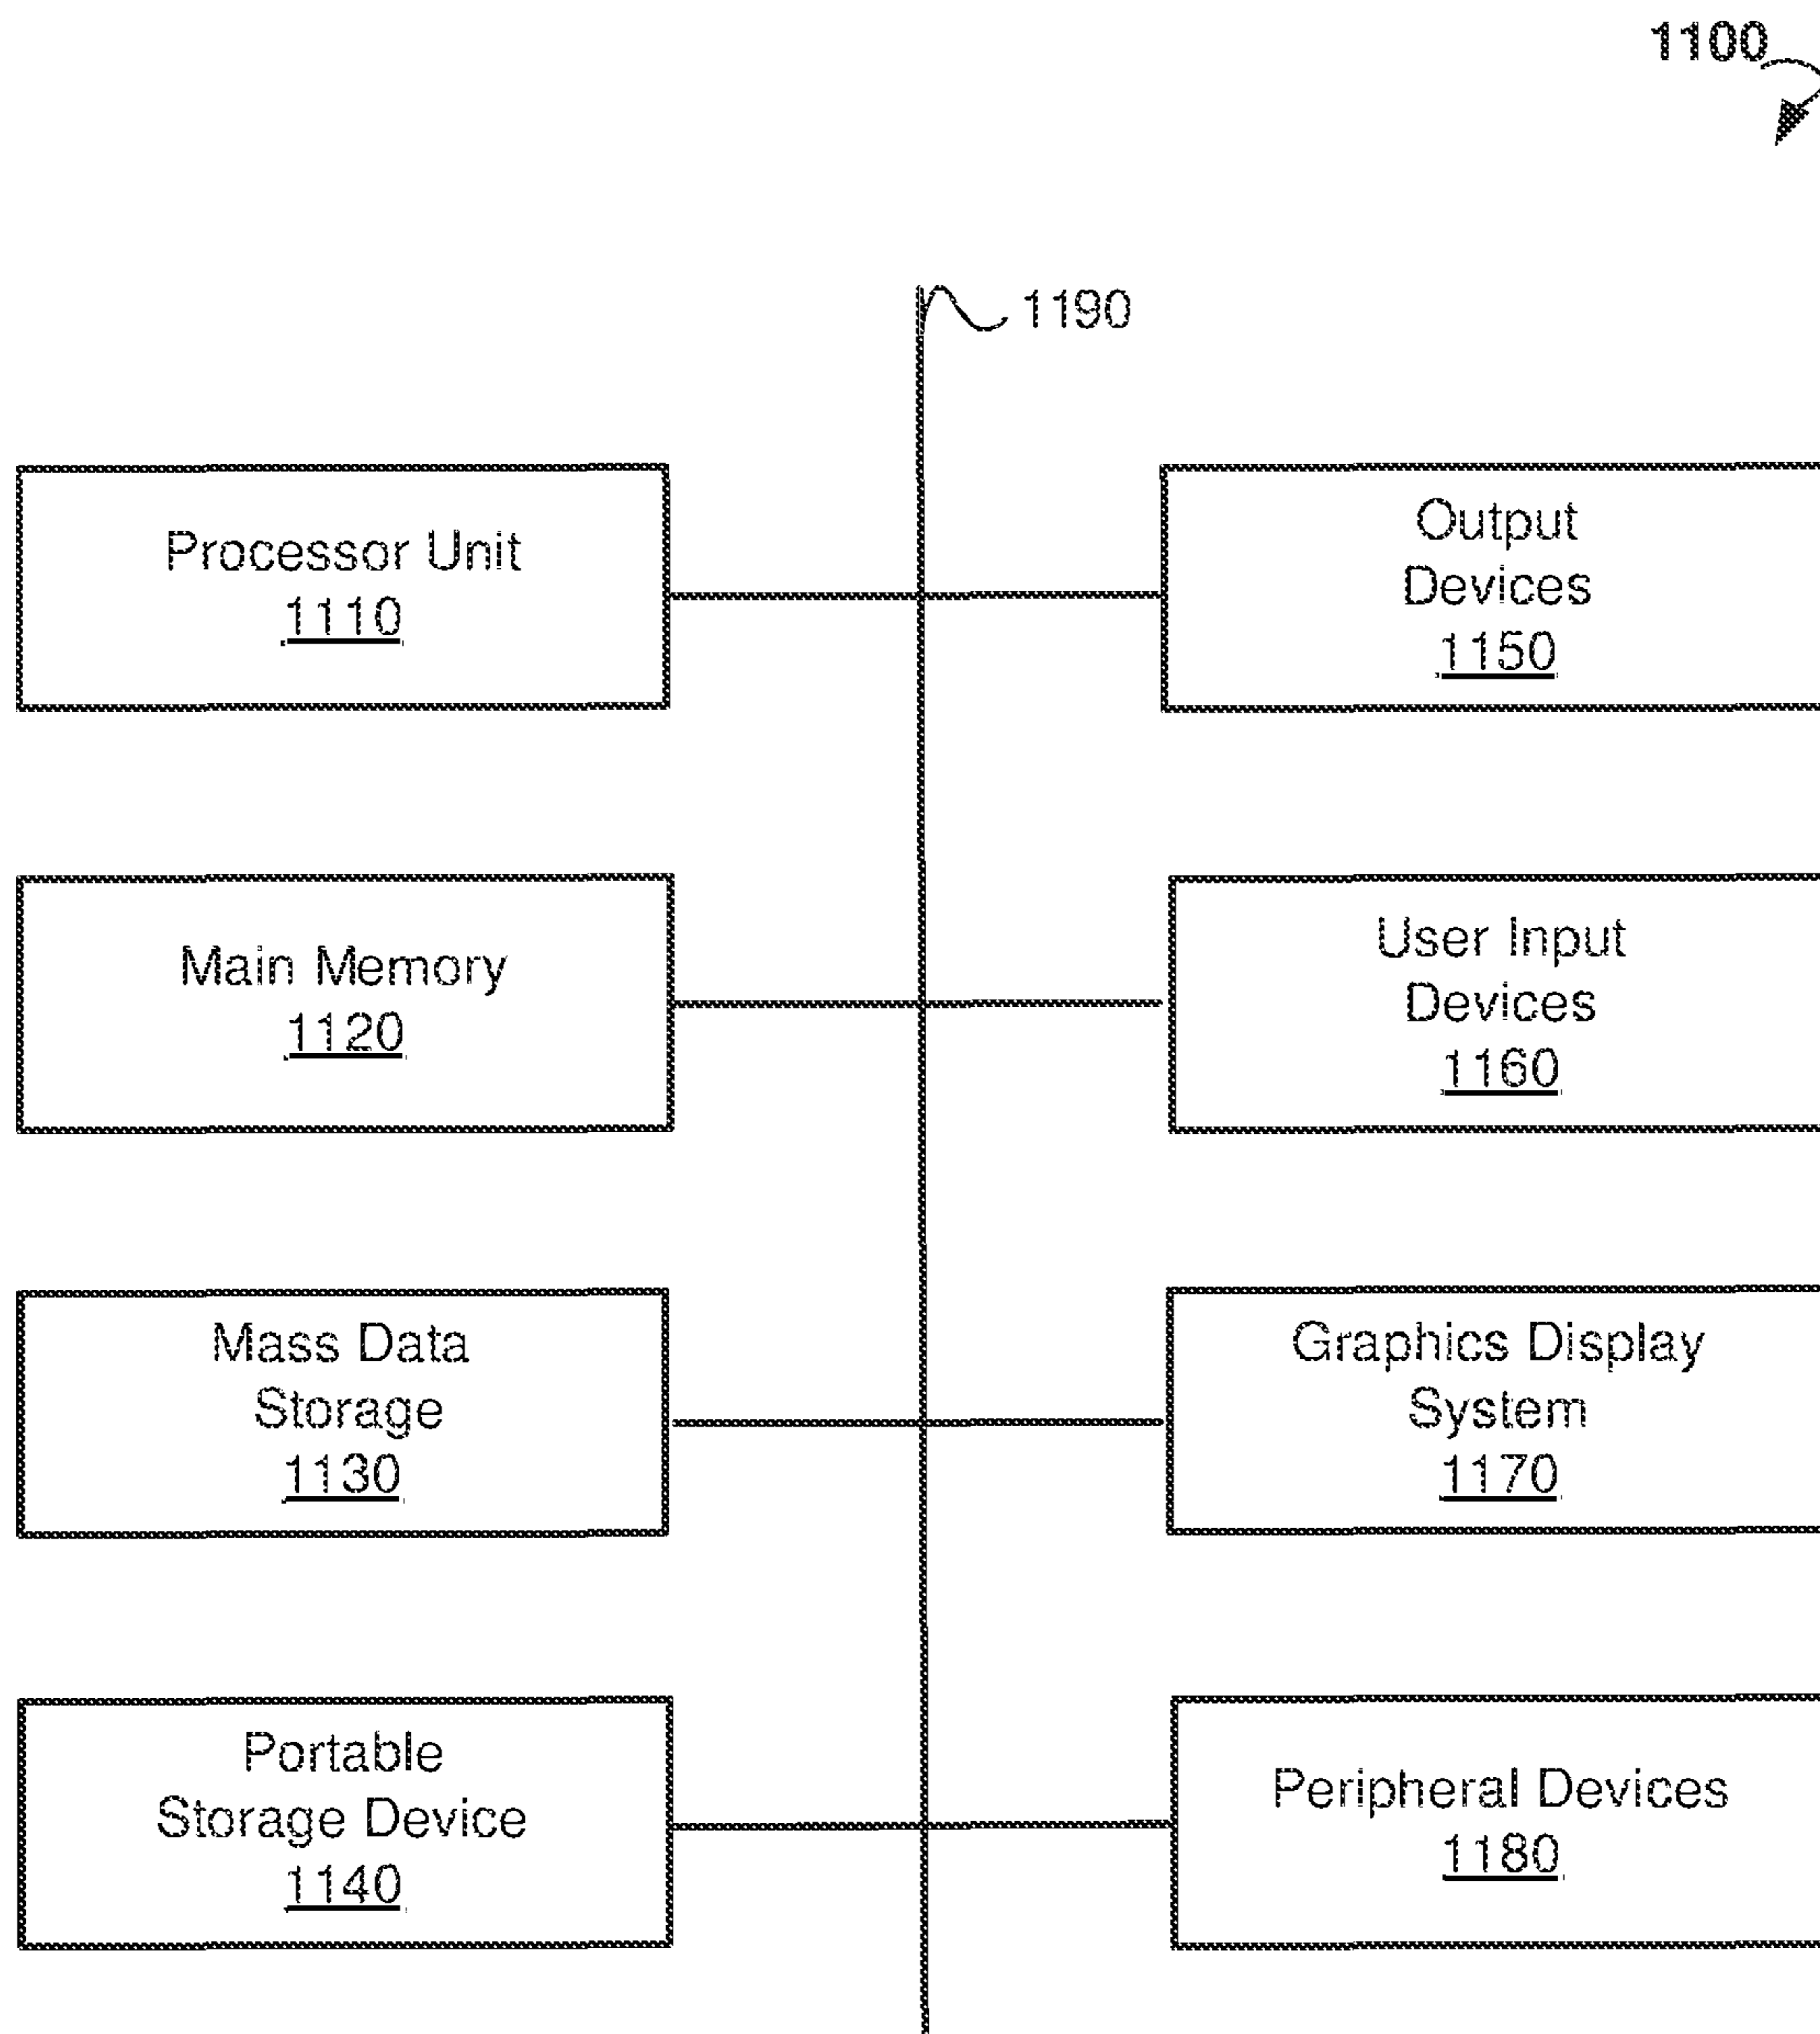 1100
1190
Processor Unit
1110
Output
Devices
1150
Main Memory
1120
User Input
Devices
1160
Mass Data
Storage
1130
Graphics Display
System
1170
Portable
Storage Device
1140
Peripheral Devices
1180